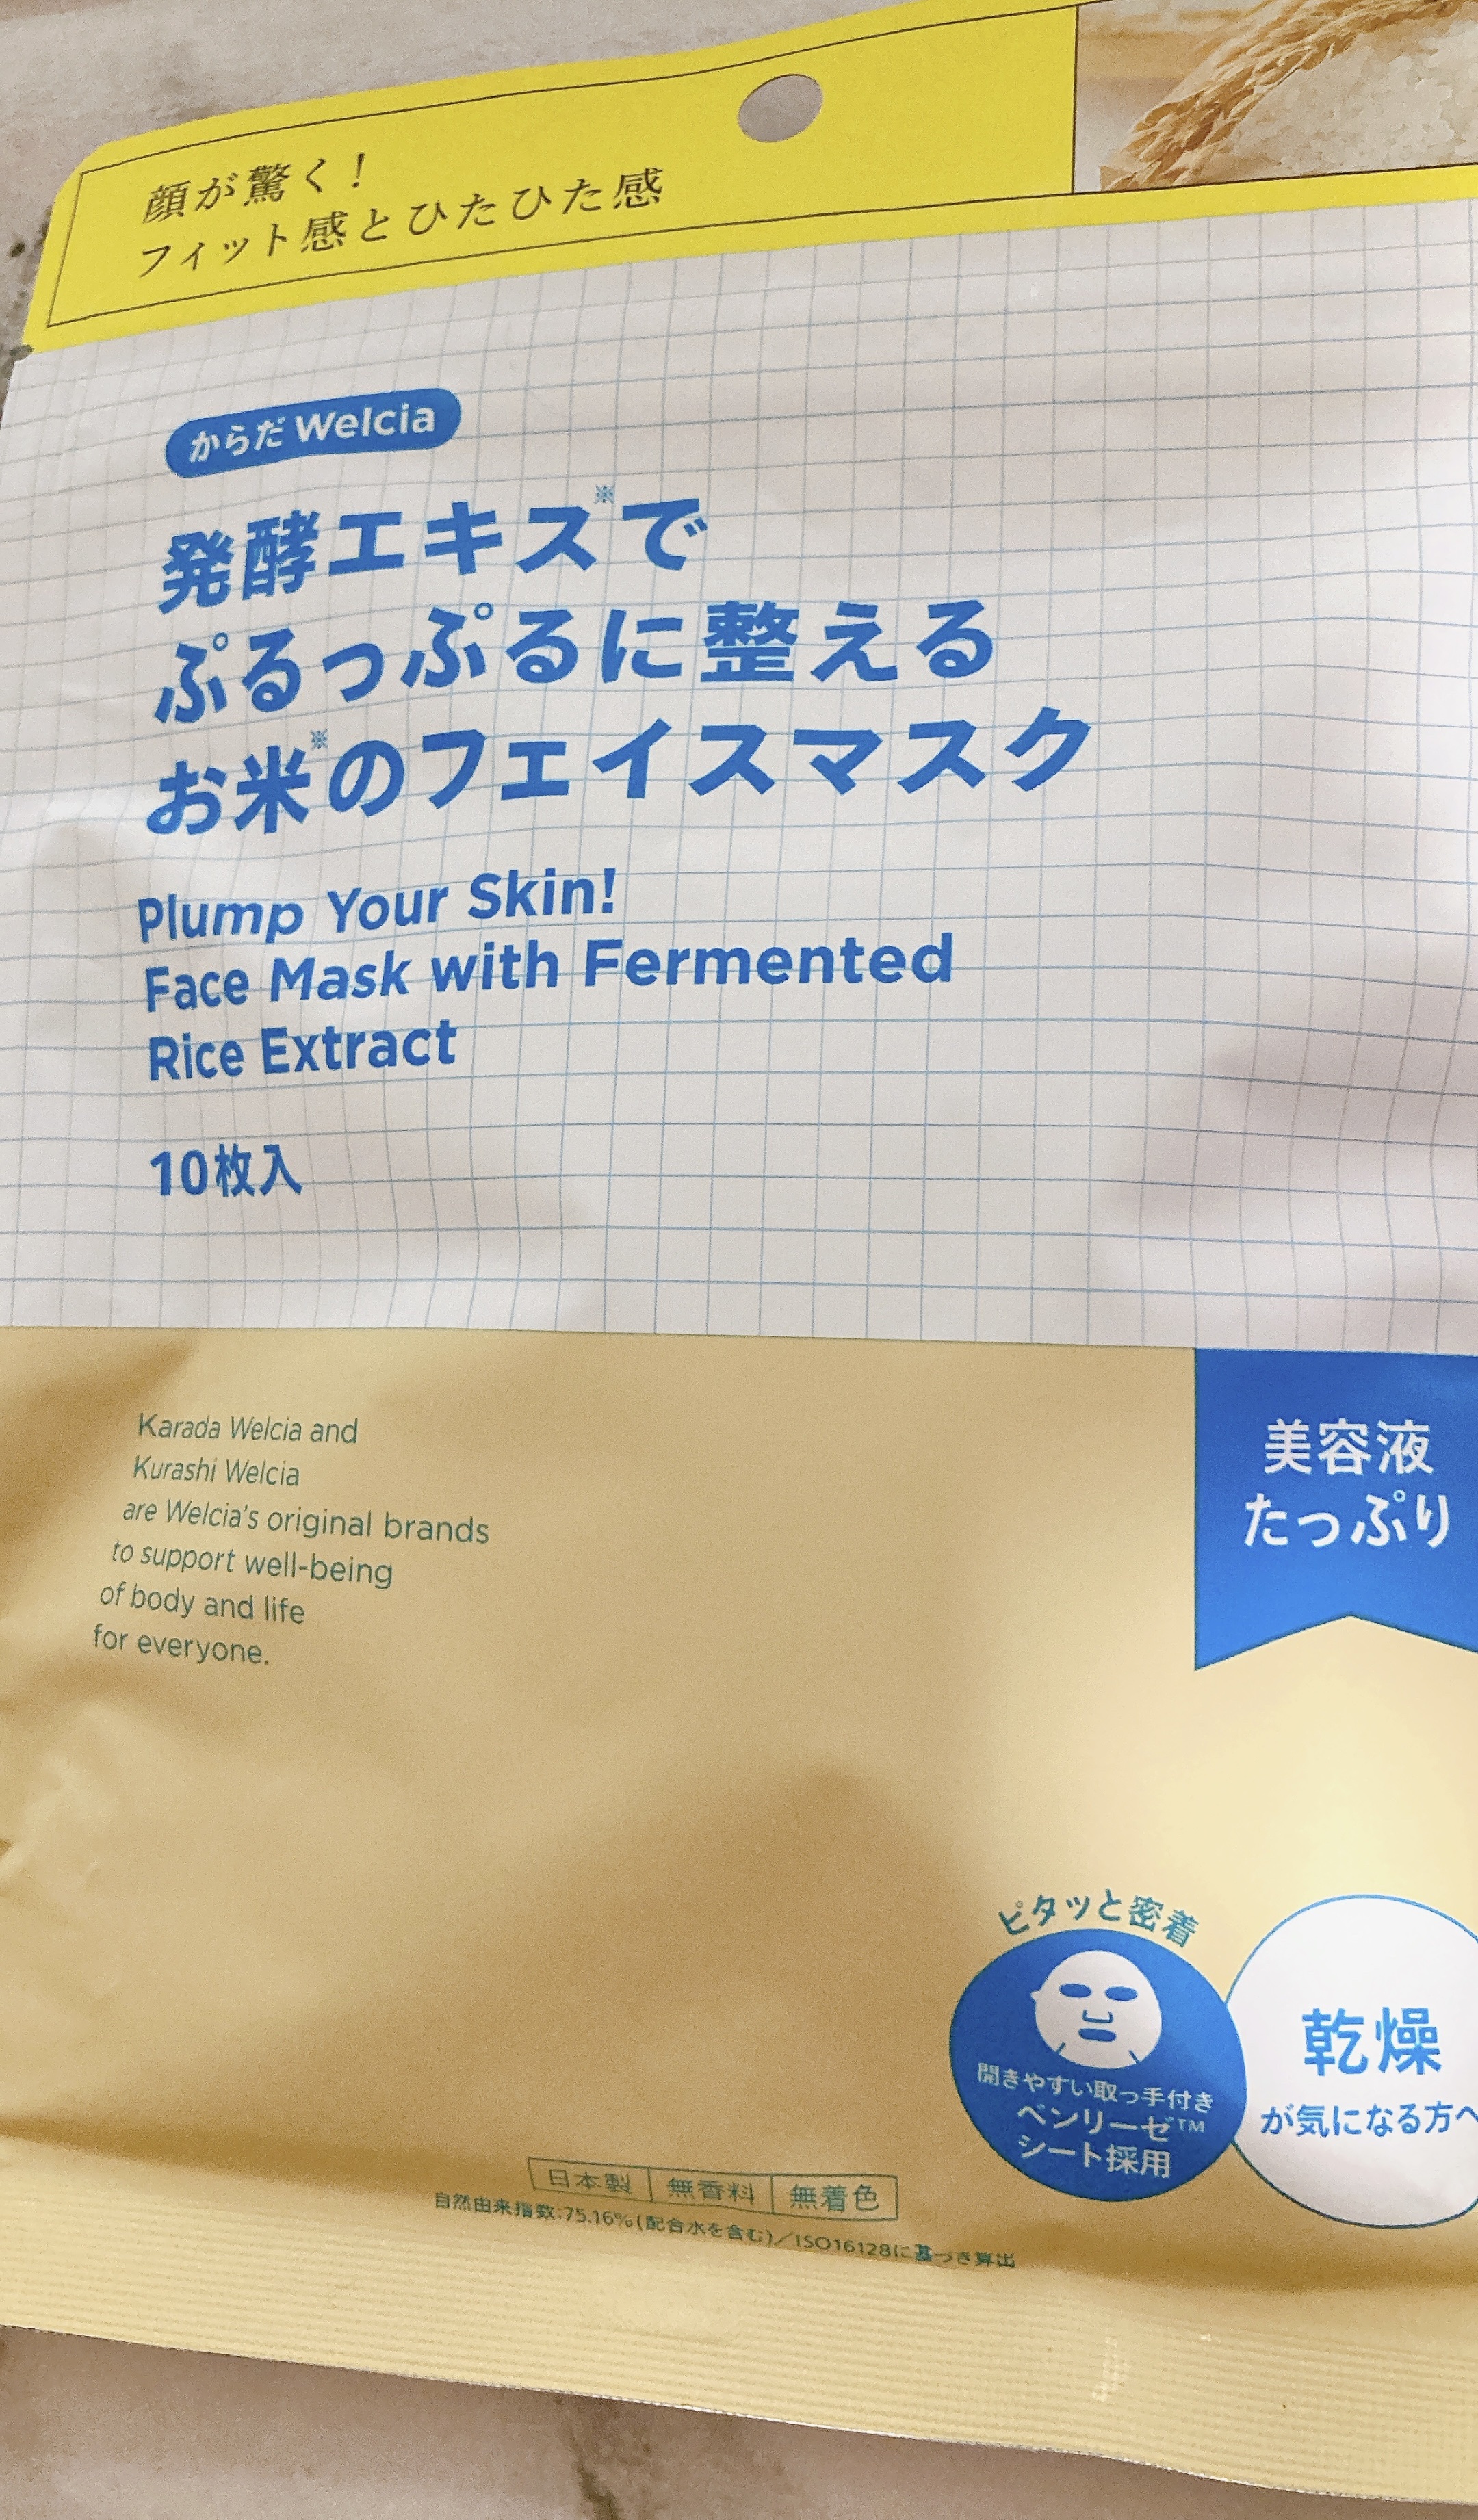 顔が驚く！
フィット感とひたひた感
からだWelcia
発酵エキス※で
ぷるっぷるに整える
お米※のフェイスマスク
Plump Your Skin!
Face Mask with Fermented
Rice Extract
10枚入
Karada Welcia and
Kurashi Welcia
are Welcia's original brands
to support well-being
of body and life
for everyone.
美容液
たっぷり
ピタッと密着
開きやすい取っ手付き
ベンリーゼ™
シート採用
乾燥
が気になる方へ
日本製 無香料 無着色
自然由来指数:75.16%(配合水を含む)/ISO16128に基づき算出